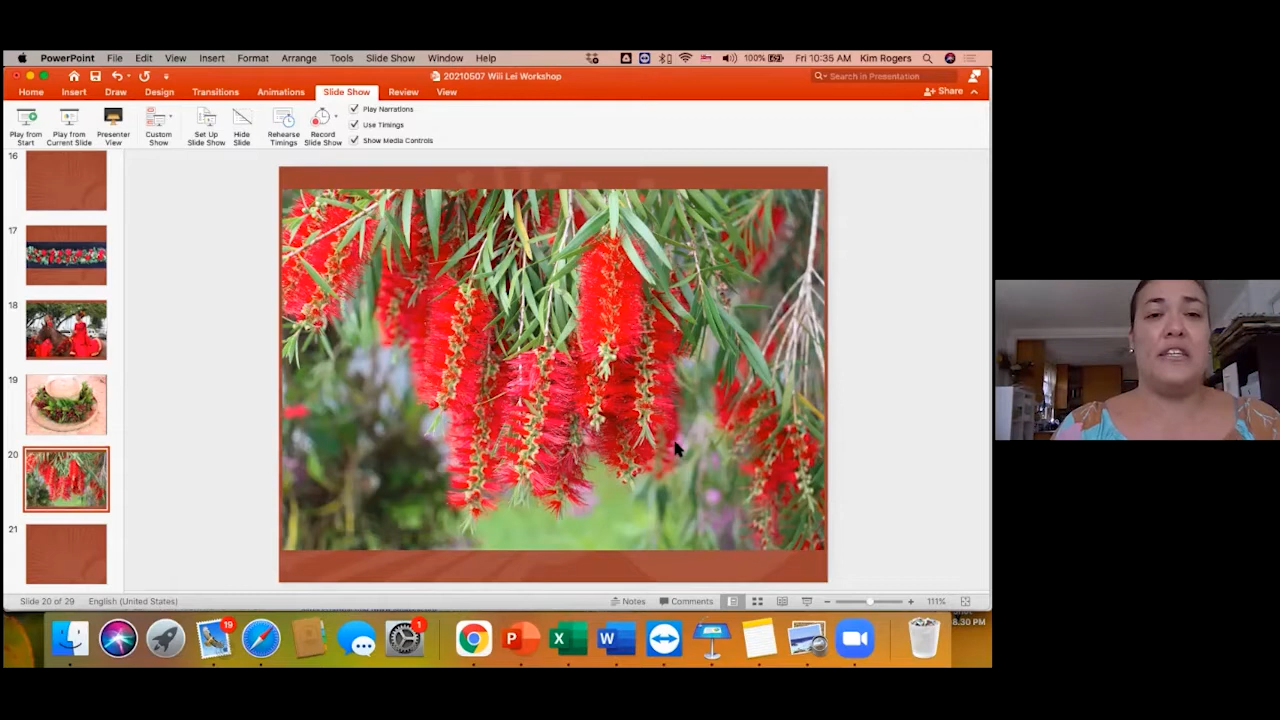 PowerPoint File Edit View Insert Format Arrange Tools Slide Show Window Help 100% Fri 10:35 AM Kim Rogers
20210507 Wili Lei Workshop Search in Presentation
Home Insert Draw Design Transitions Animations Slide Show Review View Share
Play from Start
Play from Current Slide
Presenter View
Custom Show
Set Up Slide Show
Hide Slide
Rehearse Timings
Record Slide Show
Play Narrations
Use Timings
Show Media Controls
16
17
18
19
20
21
Slide 20 of 29 English (United States) Notes Comments 111%
8.30 PM
19
1
P
X
W